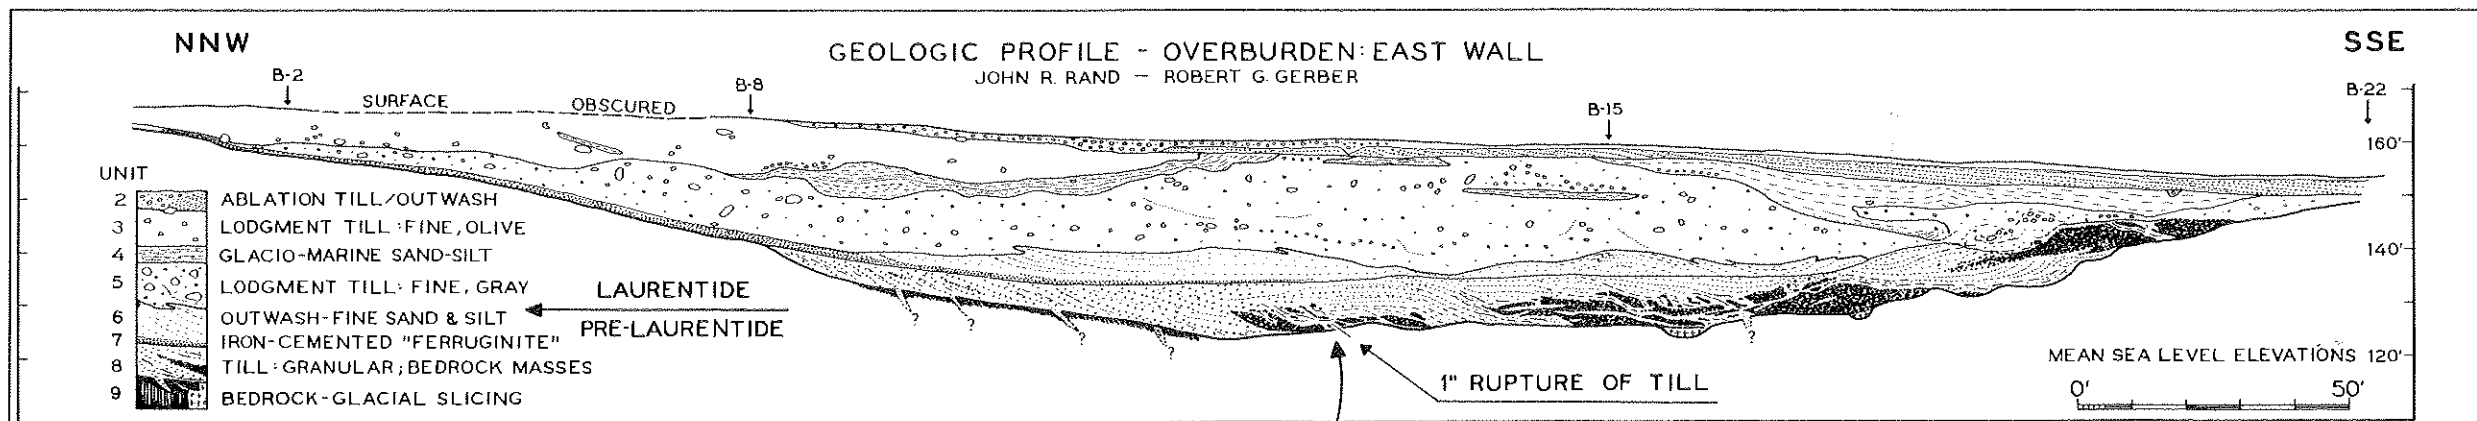 NNW
SSE
GEOLOGIC PROFILE - OVERBURDEN: EAST WALL
JOHN R. RAND — ROBERT G. GERBER
B-2
B-8
B-15
B-22
SURFACE OBSCURED
160'
140'
120'
UNIT
2 ABLATION TILL/OUTWASH
3 LODGMENT TILL: FINE, OLIVE
4 GLACIO-MARINE SAND-SILT
5 LODGMENT TILL: FINE, GRAY
6 OUTWASH-FINE SAND & SILT
7 IRON-CEMENTED "FERRUGINITE"
8 TILL: GRANULAR; BEDROCK MASSES
9 BEDROCK-GLACIAL SLICING
LAURENTIDE
PRE-LAURENTIDE
? ? ? ? ?
1" RUPTURE OF TILL
MEAN SEA LEVEL ELEVATIONS
0' 50'